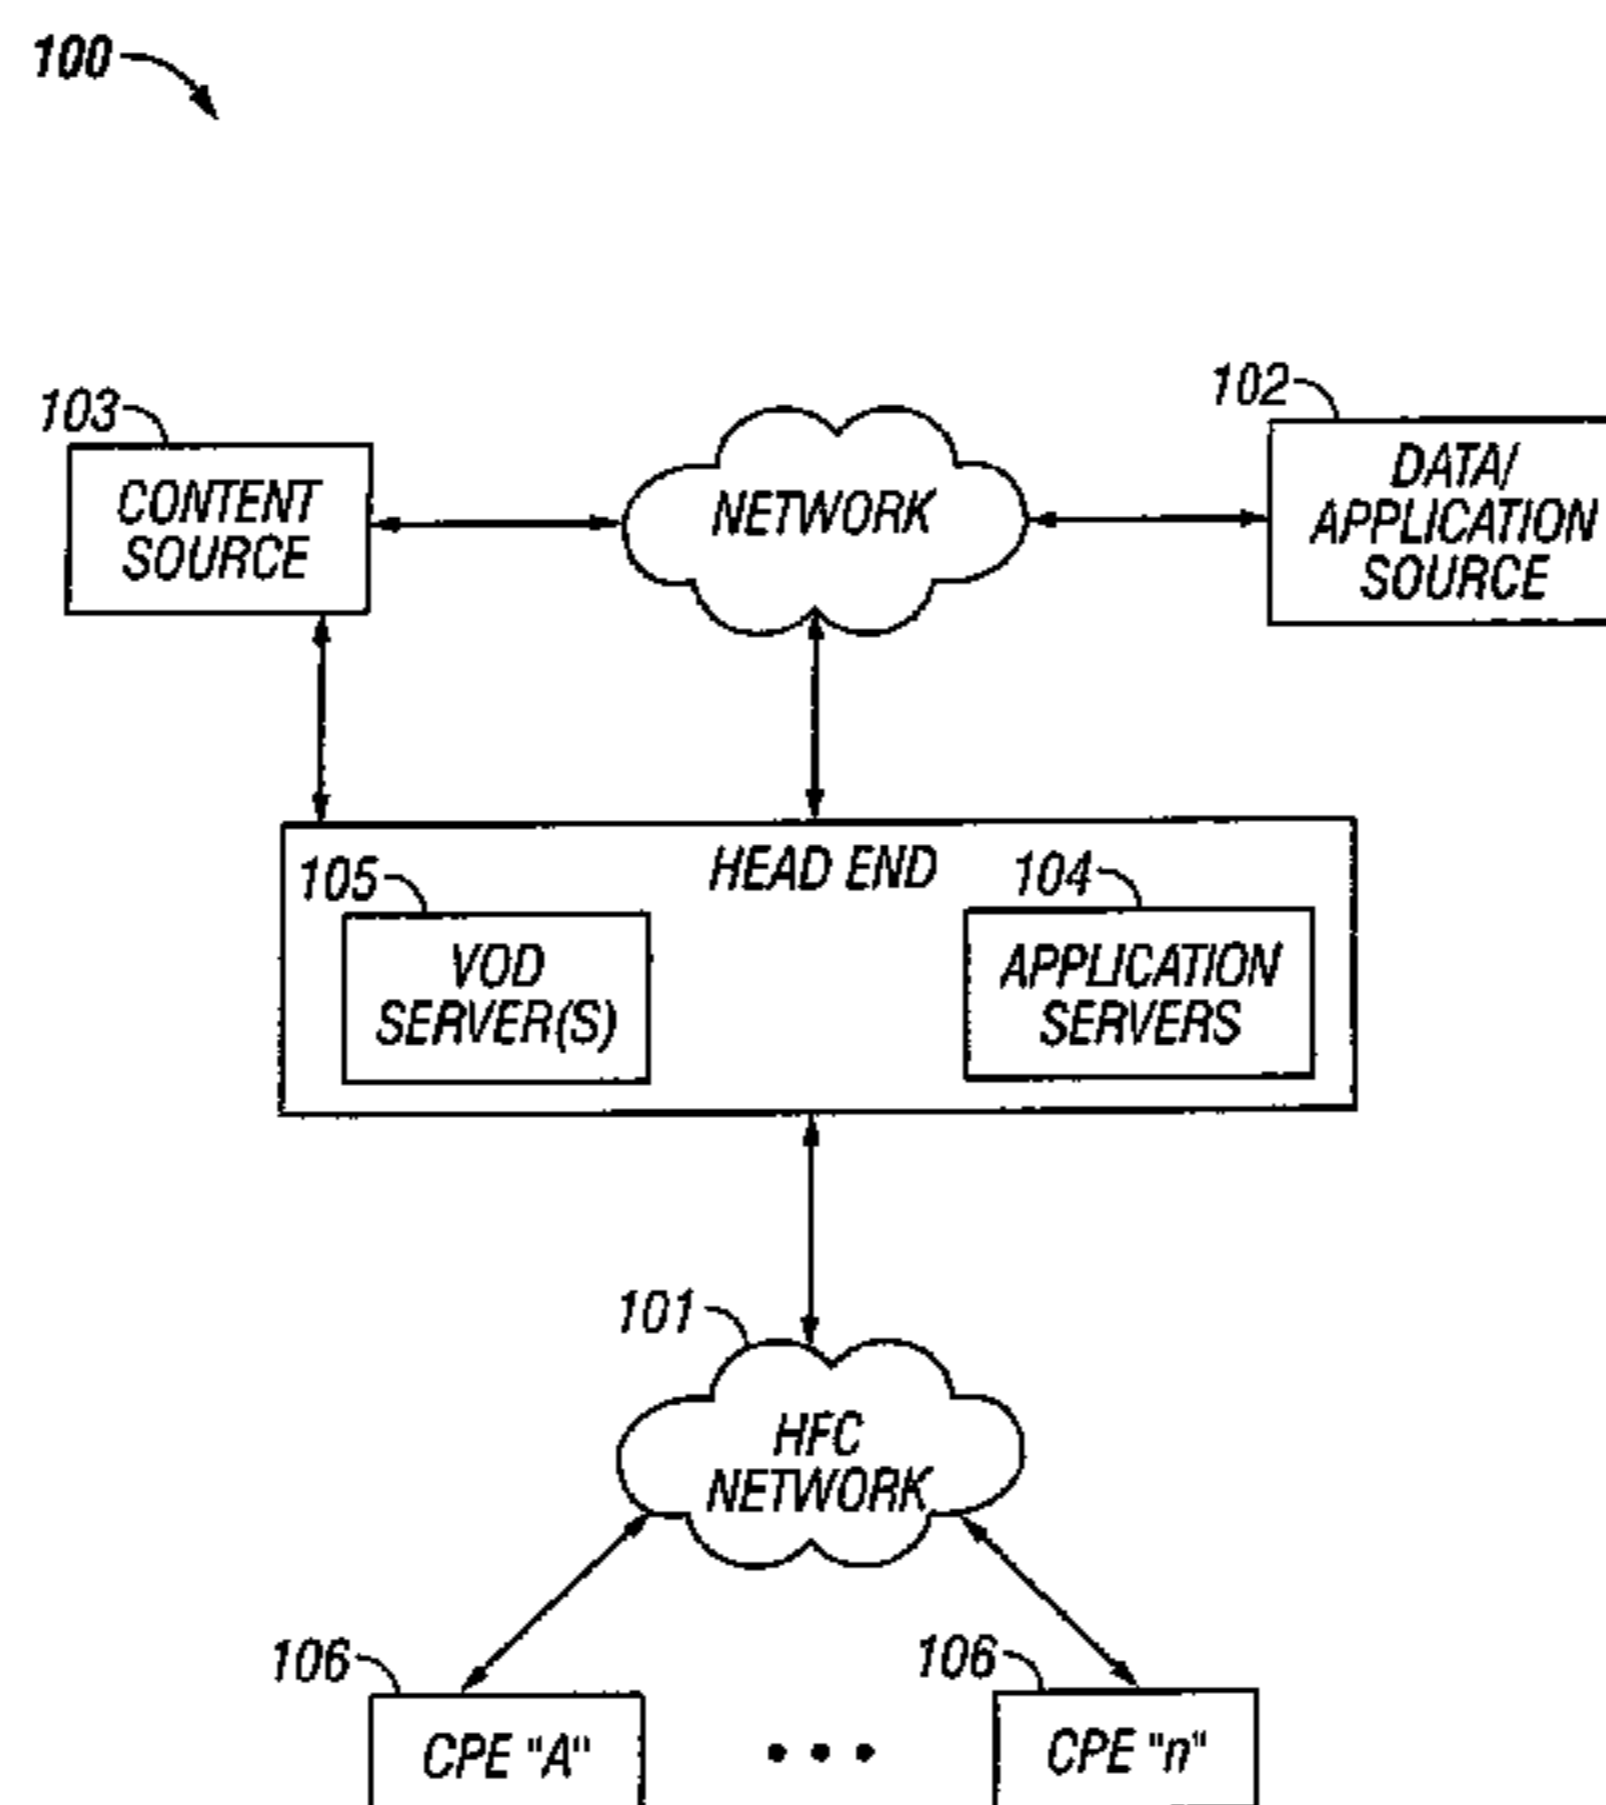 100
103
CONTENT
SOURCE
NETWORK
102
DATA/
APPLICATION
SOURCE
HEAD END
105
VOD
SERVER(S)
104
APPLICATION
SERVERS
101
HFC
NETWORK
106
CPE "A"
• • •
106
CPE "n"